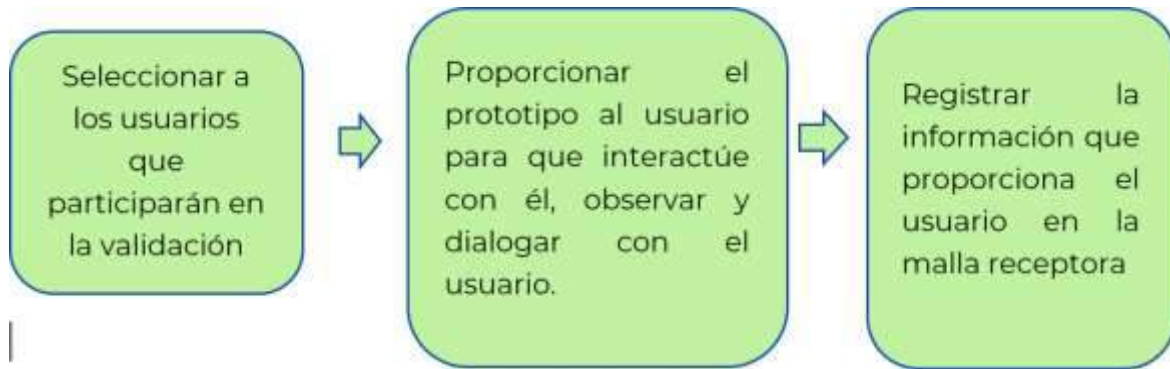 Seleccionar a
los usuarios
que
participarán en
la validación
Proporcionar el
prototipo al usuario
para que interactúe
con él, observar y
dialogar con el
usuario.
Registrar la
información que
proporciona el
usuario en la
malla receptora